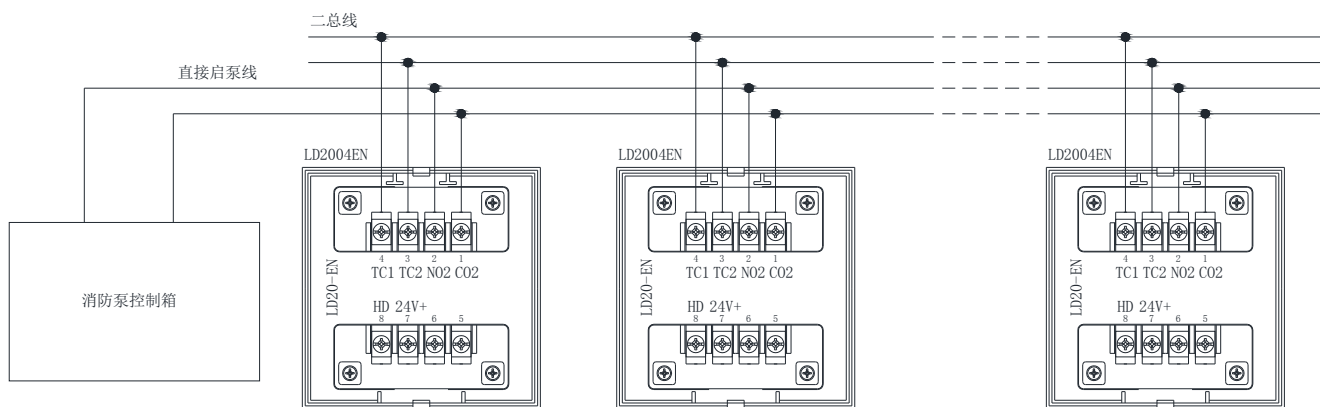 二总线
直接启泵线
LD2004EN
LD2004EN
LD2004EN
消防泵控制箱
LD20-EN
4 3 2 1
TC1 TC2 NO2 CO2
HD 24V+
8 7 6 5
LD20-EN
4 3 2 1
TC1 TC2 NO2 CO2
HD 24V+
8 7 6 5
LD20-EN
4 3 2 1
TC1 TC2 NO2 CO2
HD 24V+
8 7 6 5